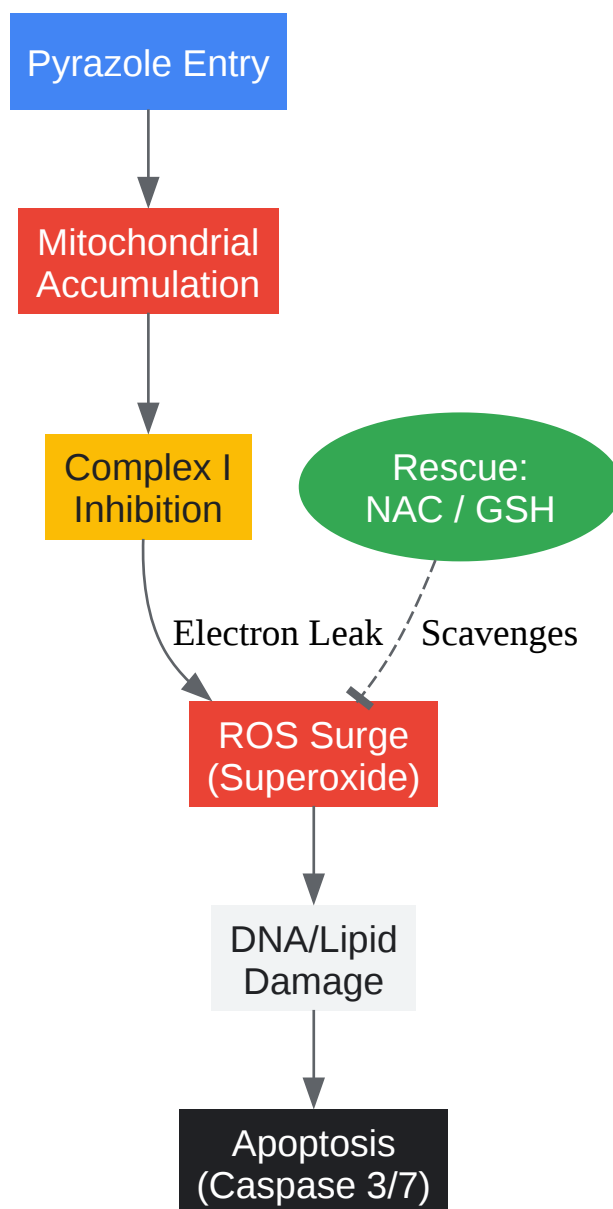 Pyrazole Entry
Mitochondrial
Accumulation
Complex I
Inhibition
Rescue:
NAC / GSH
Electron Leak
Scavenges
ROS Surge
(Superoxide)
DNA/Lipid
Damage
Apoptosis
(Caspase 3/7)